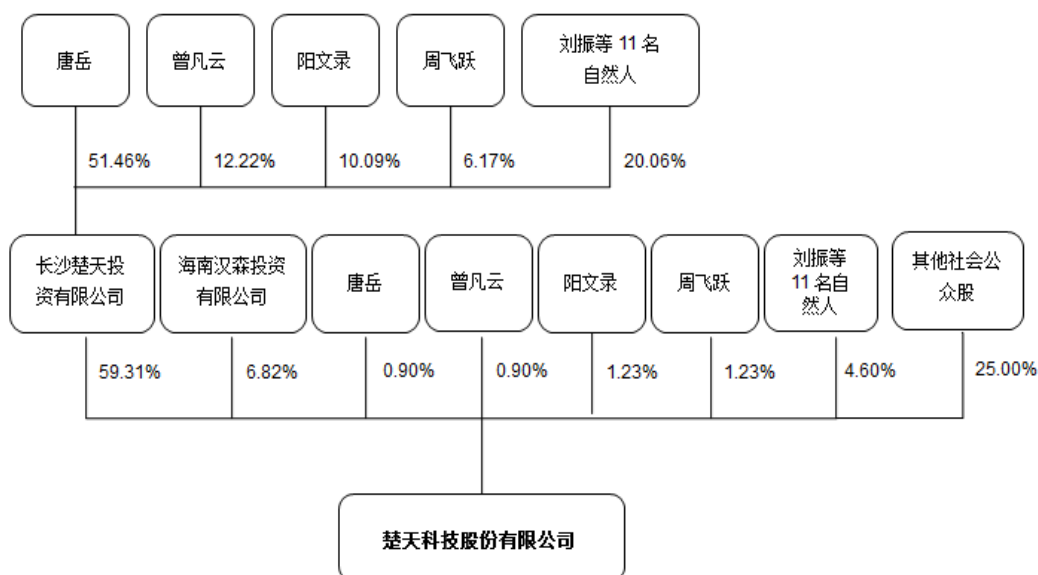 唐岳
曾凡云
阳文录
周飞跃
刘振等 11 名
自然人
51.46%
12.22%
10.09%
6.17%
20.06%
长沙楚天投
资有限公司
海南汉森投资
有限公司
唐岳
曾凡云
阳文录
周飞跃
刘振等
11 名自
然人
其他社会公
众股
59.31%
6.82%
0.90%
0.90%
1.23%
1.23%
4.60%
25.00%
楚天科技股份有限公司